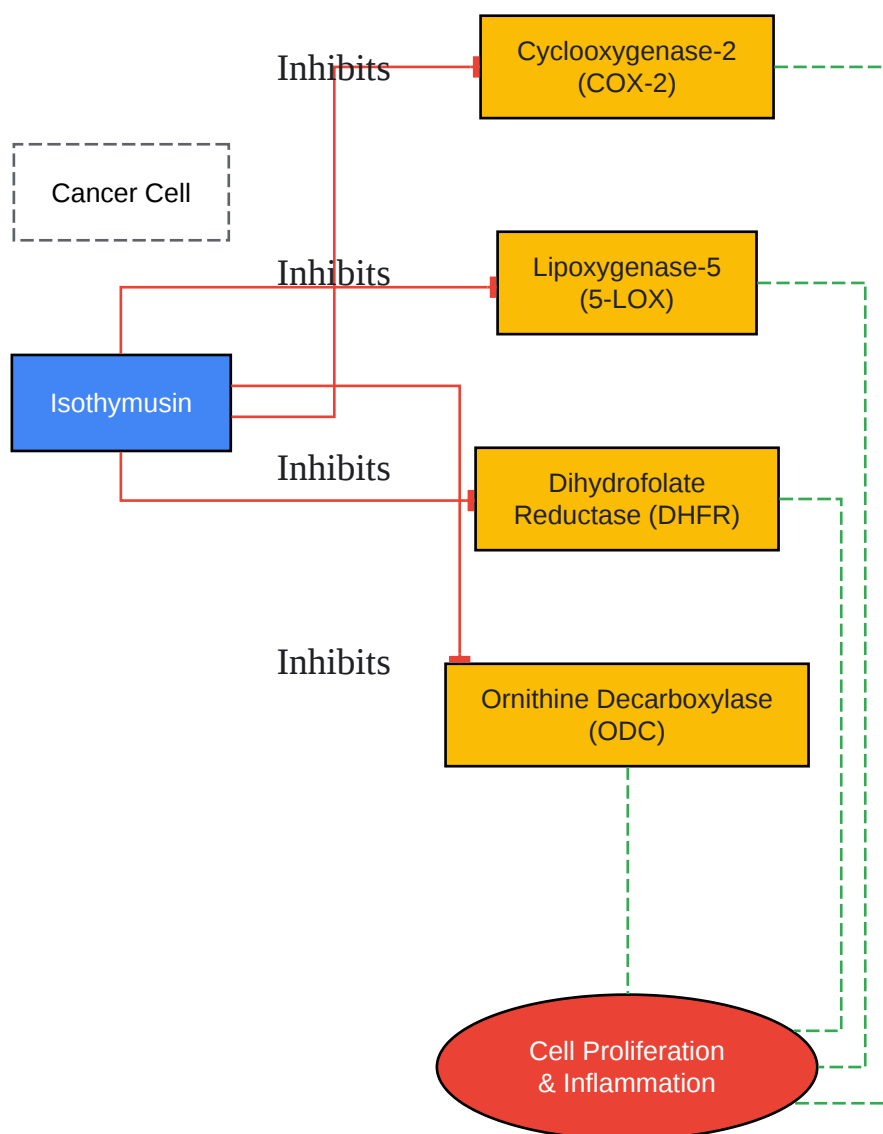 Inhibits
Cyclooxygenase-2
(COX-2)
Cancer Cell
Inhibits
Lipoxygenase-5
(5-LOX)
Isothymusin
Inhibits
Dihydrofolate
Reductase (DHFR)
Inhibits
Ornithine Decarboxylase
(ODC)
Cell Proliferation
& Inflammation